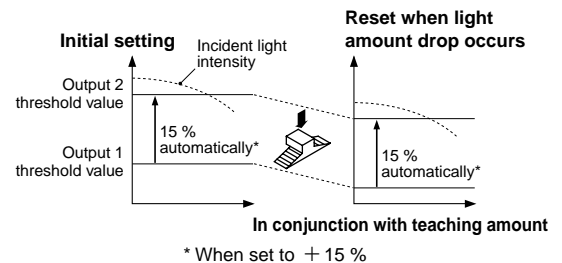 Initial setting
Incident light
intensity
Output 2
threshold value
15 %
automatically*
Output 1
threshold value
Reset when light
amount drop occurs
15 %
automatically*
In conjunction with teaching amount
* When set to + 15 %